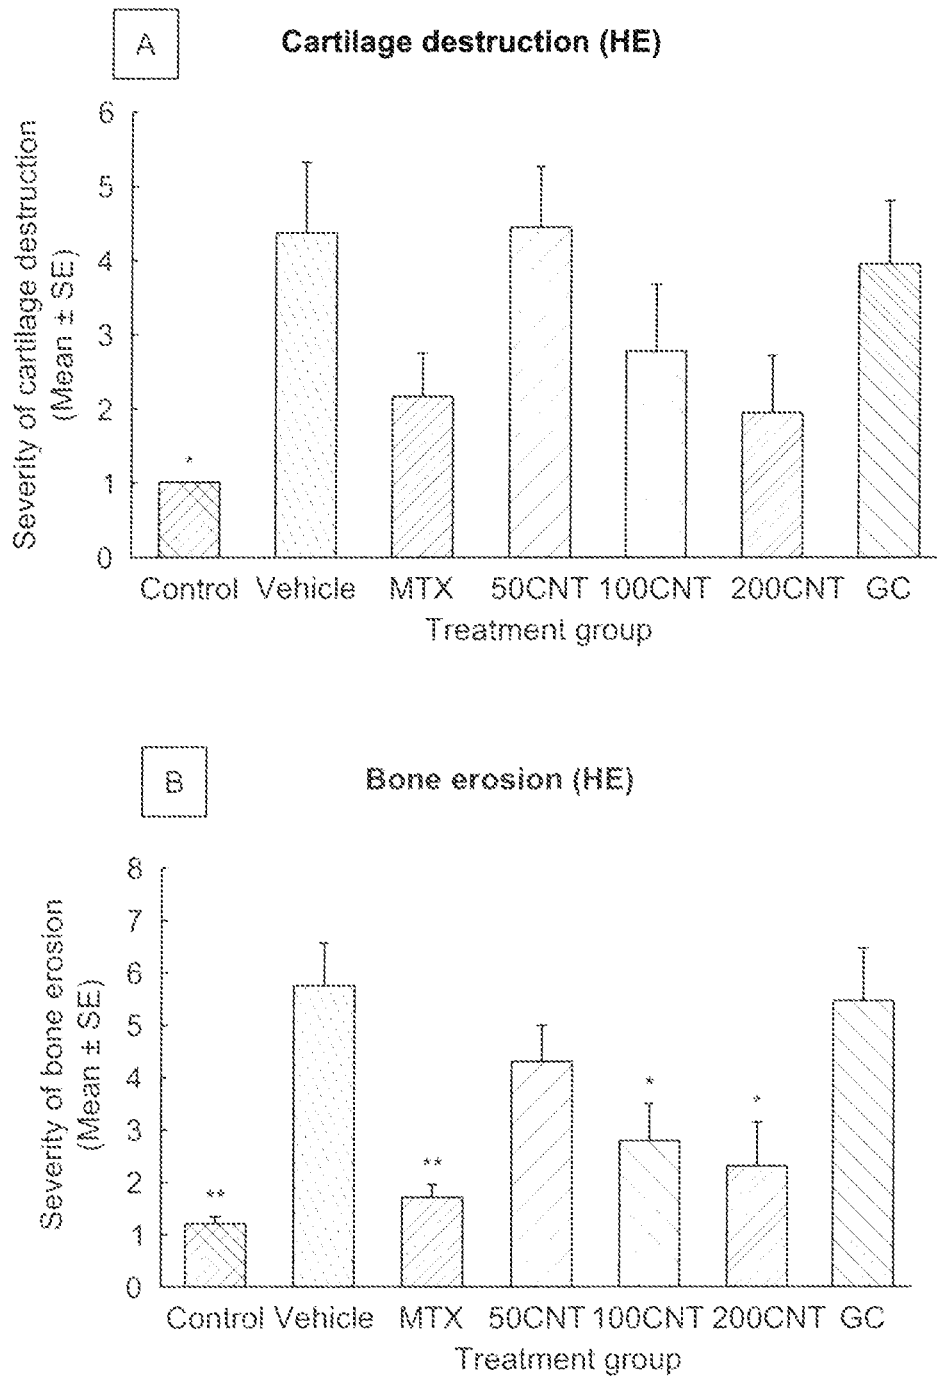 A
Cartilage destruction (HE)
Severity of cartilage destruction
(Mean ± SE)
6
5
4
3
2
1
0
*
Control Vehicle MTX 50CNT 100CNT 200CNT GC
Treatment group
B
Bone erosion (HE)
Severity of bone erosion
(Mean ± SE)
8
7
6
5
4
3
2
1
0
** ** * *
Control Vehicle MTX 50CNT 100CNT 200CNT GC
Treatment group